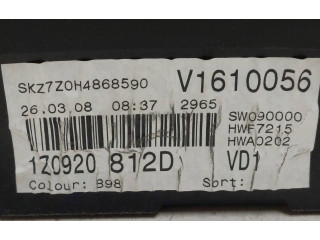 SKZ7Z0H4868590 V1610056
26.03.08 08:37 2965 SW090000
HWF7215
HWA0202
1Z0920 812D VD1
Colour: B98 Sort: